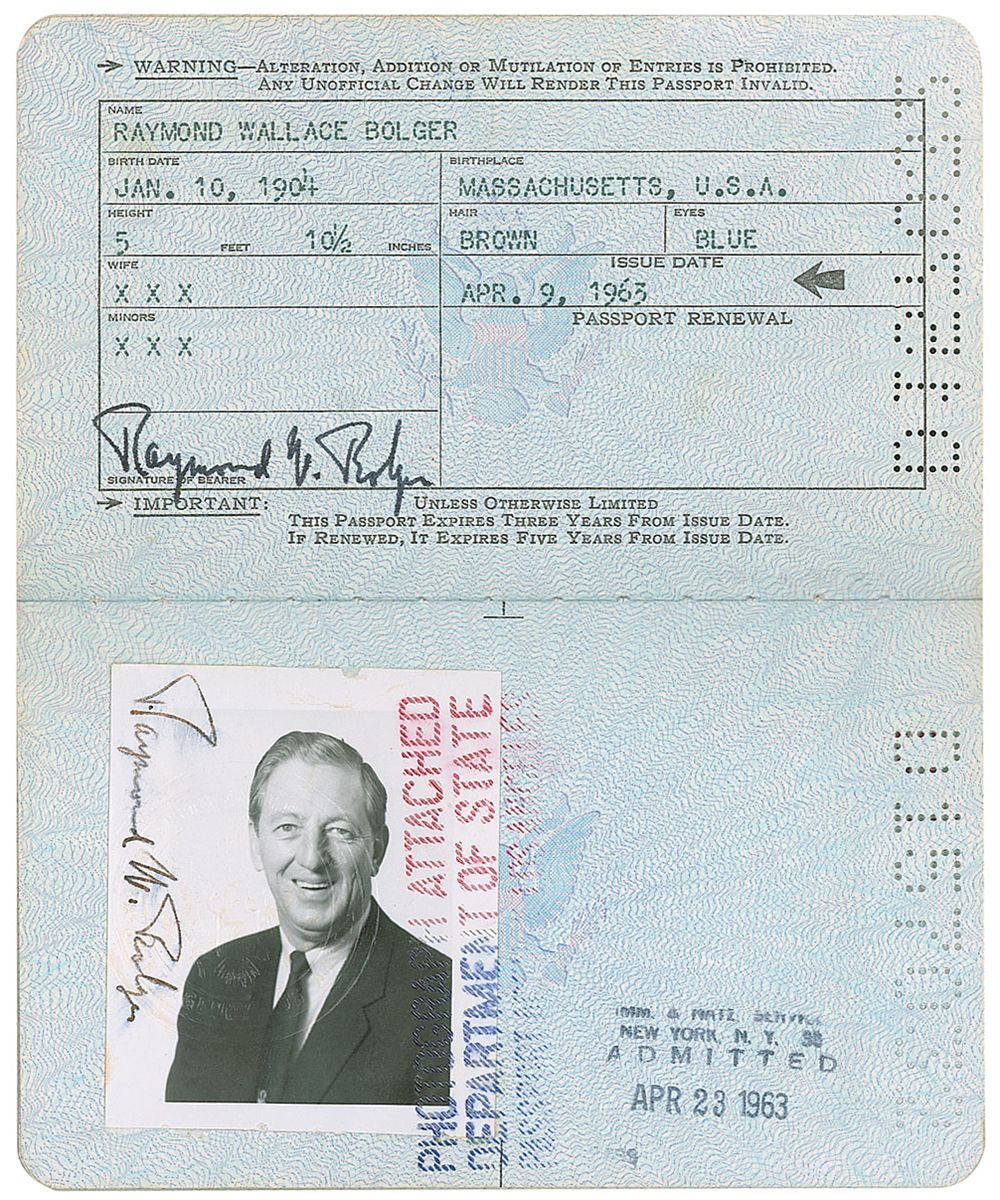 WARNING—ALTERATION, ADDITION OR MUTILATION OF ENTRIES IS PROHIBITED.
ANY UNOFFICIAL CHANGE WILL RENDER THIS PASSPORT INVALID.
NAME
RAYMOND WALLACE BOLGER
BIRTH DATE
JAN. 10, 1904
BIRTHPLACE
MASSACHUSETTS, U.S.A.
HEIGHT
5 FEET 10½ INCHES
HAIR
BROWN
EYES
BLUE
WIFE
X X X
ISSUE DATE
APR. 9, 1963
MINORS
X X X
PASSPORT RENEWAL
Raymond W. Bolger
SIGNATURE OF BEARER
IMPORTANT:
UNLESS OTHERWISE LIMITED
THIS PASSPORT EXPIRES THREE YEARS FROM ISSUE DATE.
IF RENEWED, IT EXPIRES FIVE YEARS FROM ISSUE DATE.
1
Raymond W. Bolger
PHOTOGRAPH ATTACHED
DEPARTMENT OF STATE
IMM. & NATZ. SERVICE
NEW YORK, N. Y.
ADMITTED
APR 23 1963